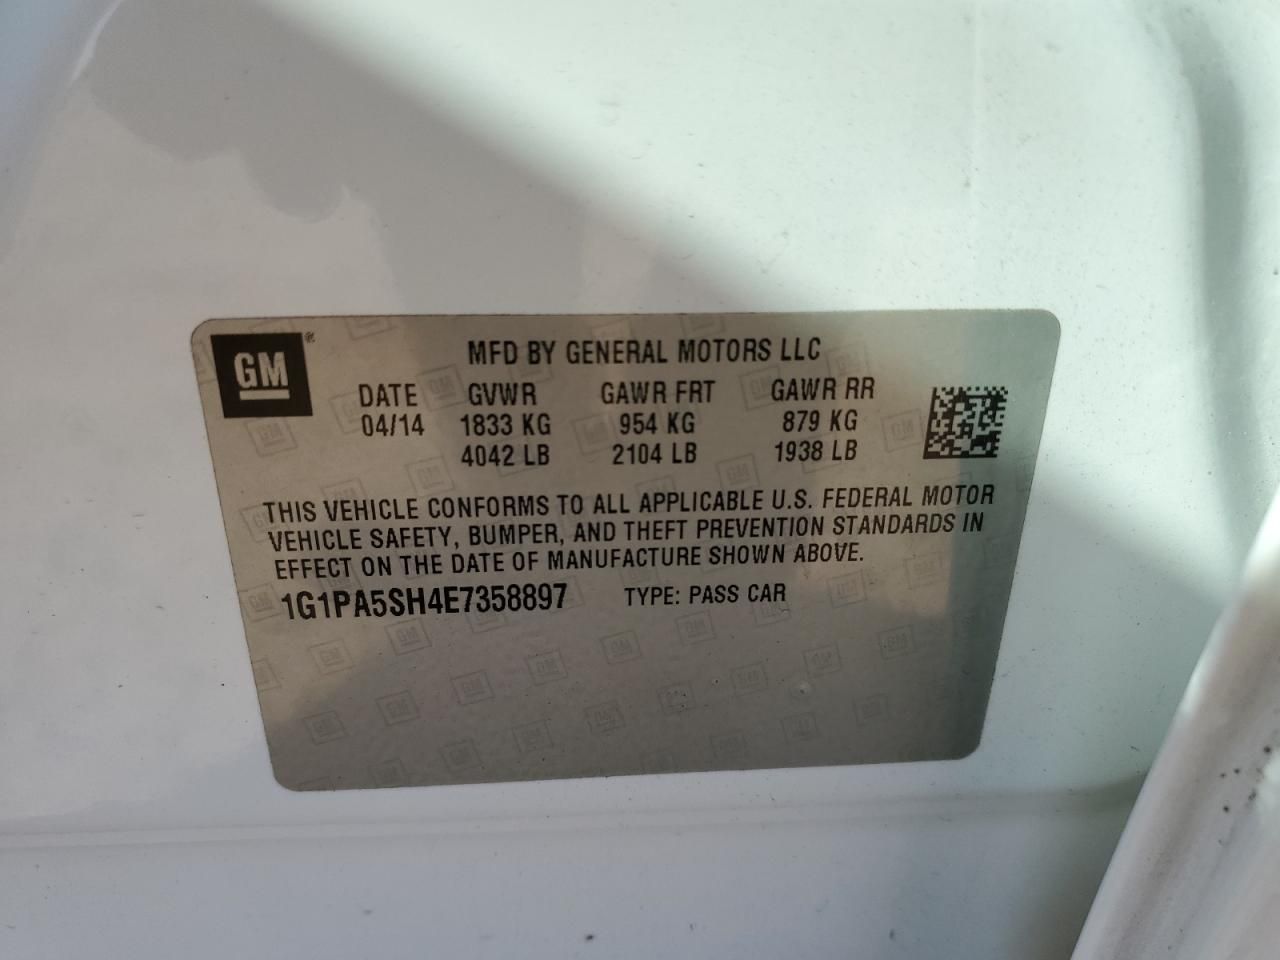 GM ®
MFD BY GENERAL MOTORS LLC
DATE GVWR GAWR FRT GAWR RR
04/14 1833 KG 954 KG 879 KG
4042 LB 2104 LB 1938 LB
THIS VEHICLE CONFORMS TO ALL APPLICABLE U.S. FEDERAL MOTOR
VEHICLE SAFETY, BUMPER, AND THEFT PREVENTION STANDARDS IN
EFFECT ON THE DATE OF MANUFACTURE SHOWN ABOVE.
1G1PA5SH4E7358897 TYPE: PASS CAR